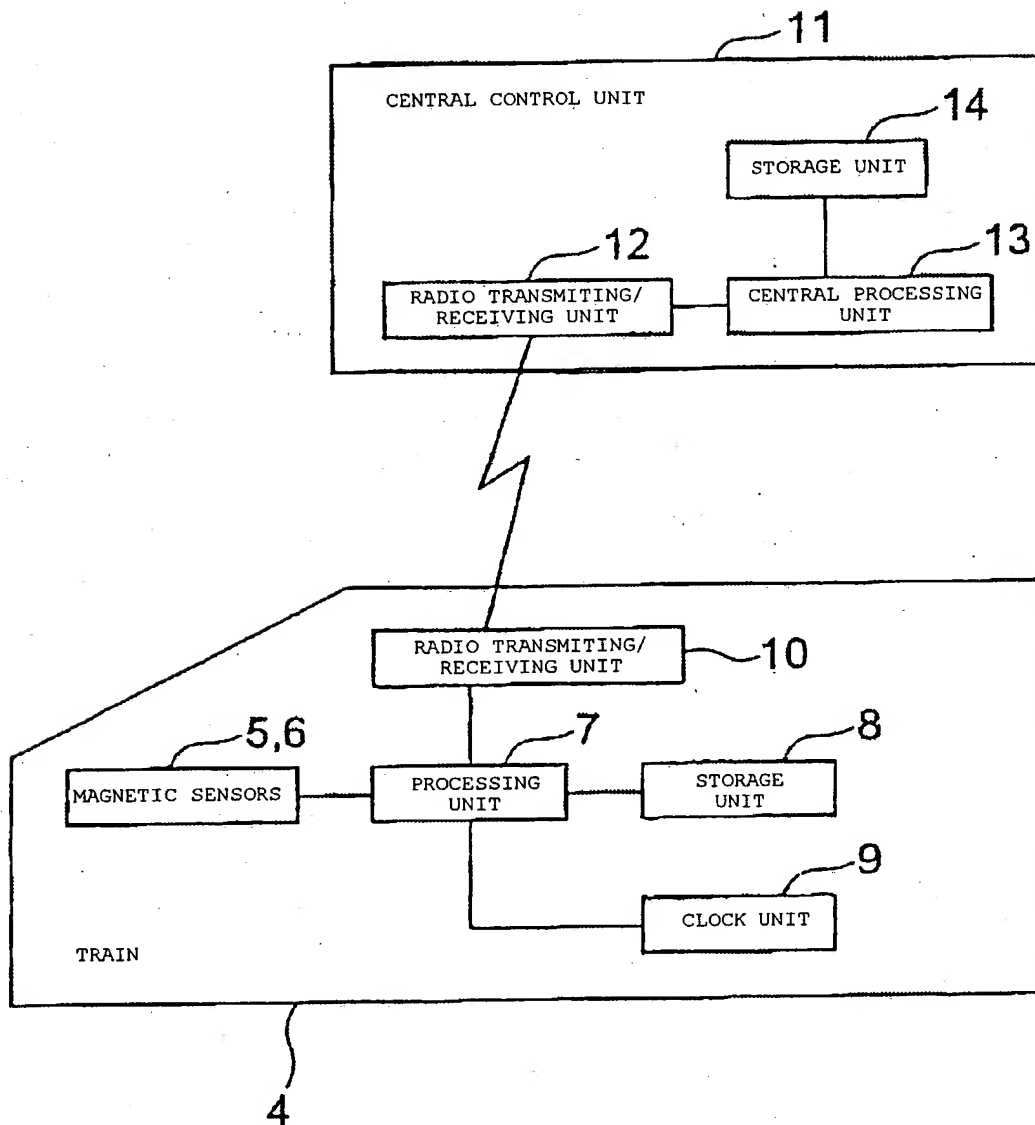 11
CENTRAL CONTROL UNIT
14
STORAGE UNIT
12
13
RADIO TRANSMITING/
RECEIVING UNIT
CENTRAL PROCESSING
UNIT
RADIO TRANSMITING/
RECEIVING UNIT
10
5,6
7
8
MAGNETIC SENSORS
PROCESSING
UNIT
STORAGE
UNIT
9
CLOCK UNIT
TRAIN
4